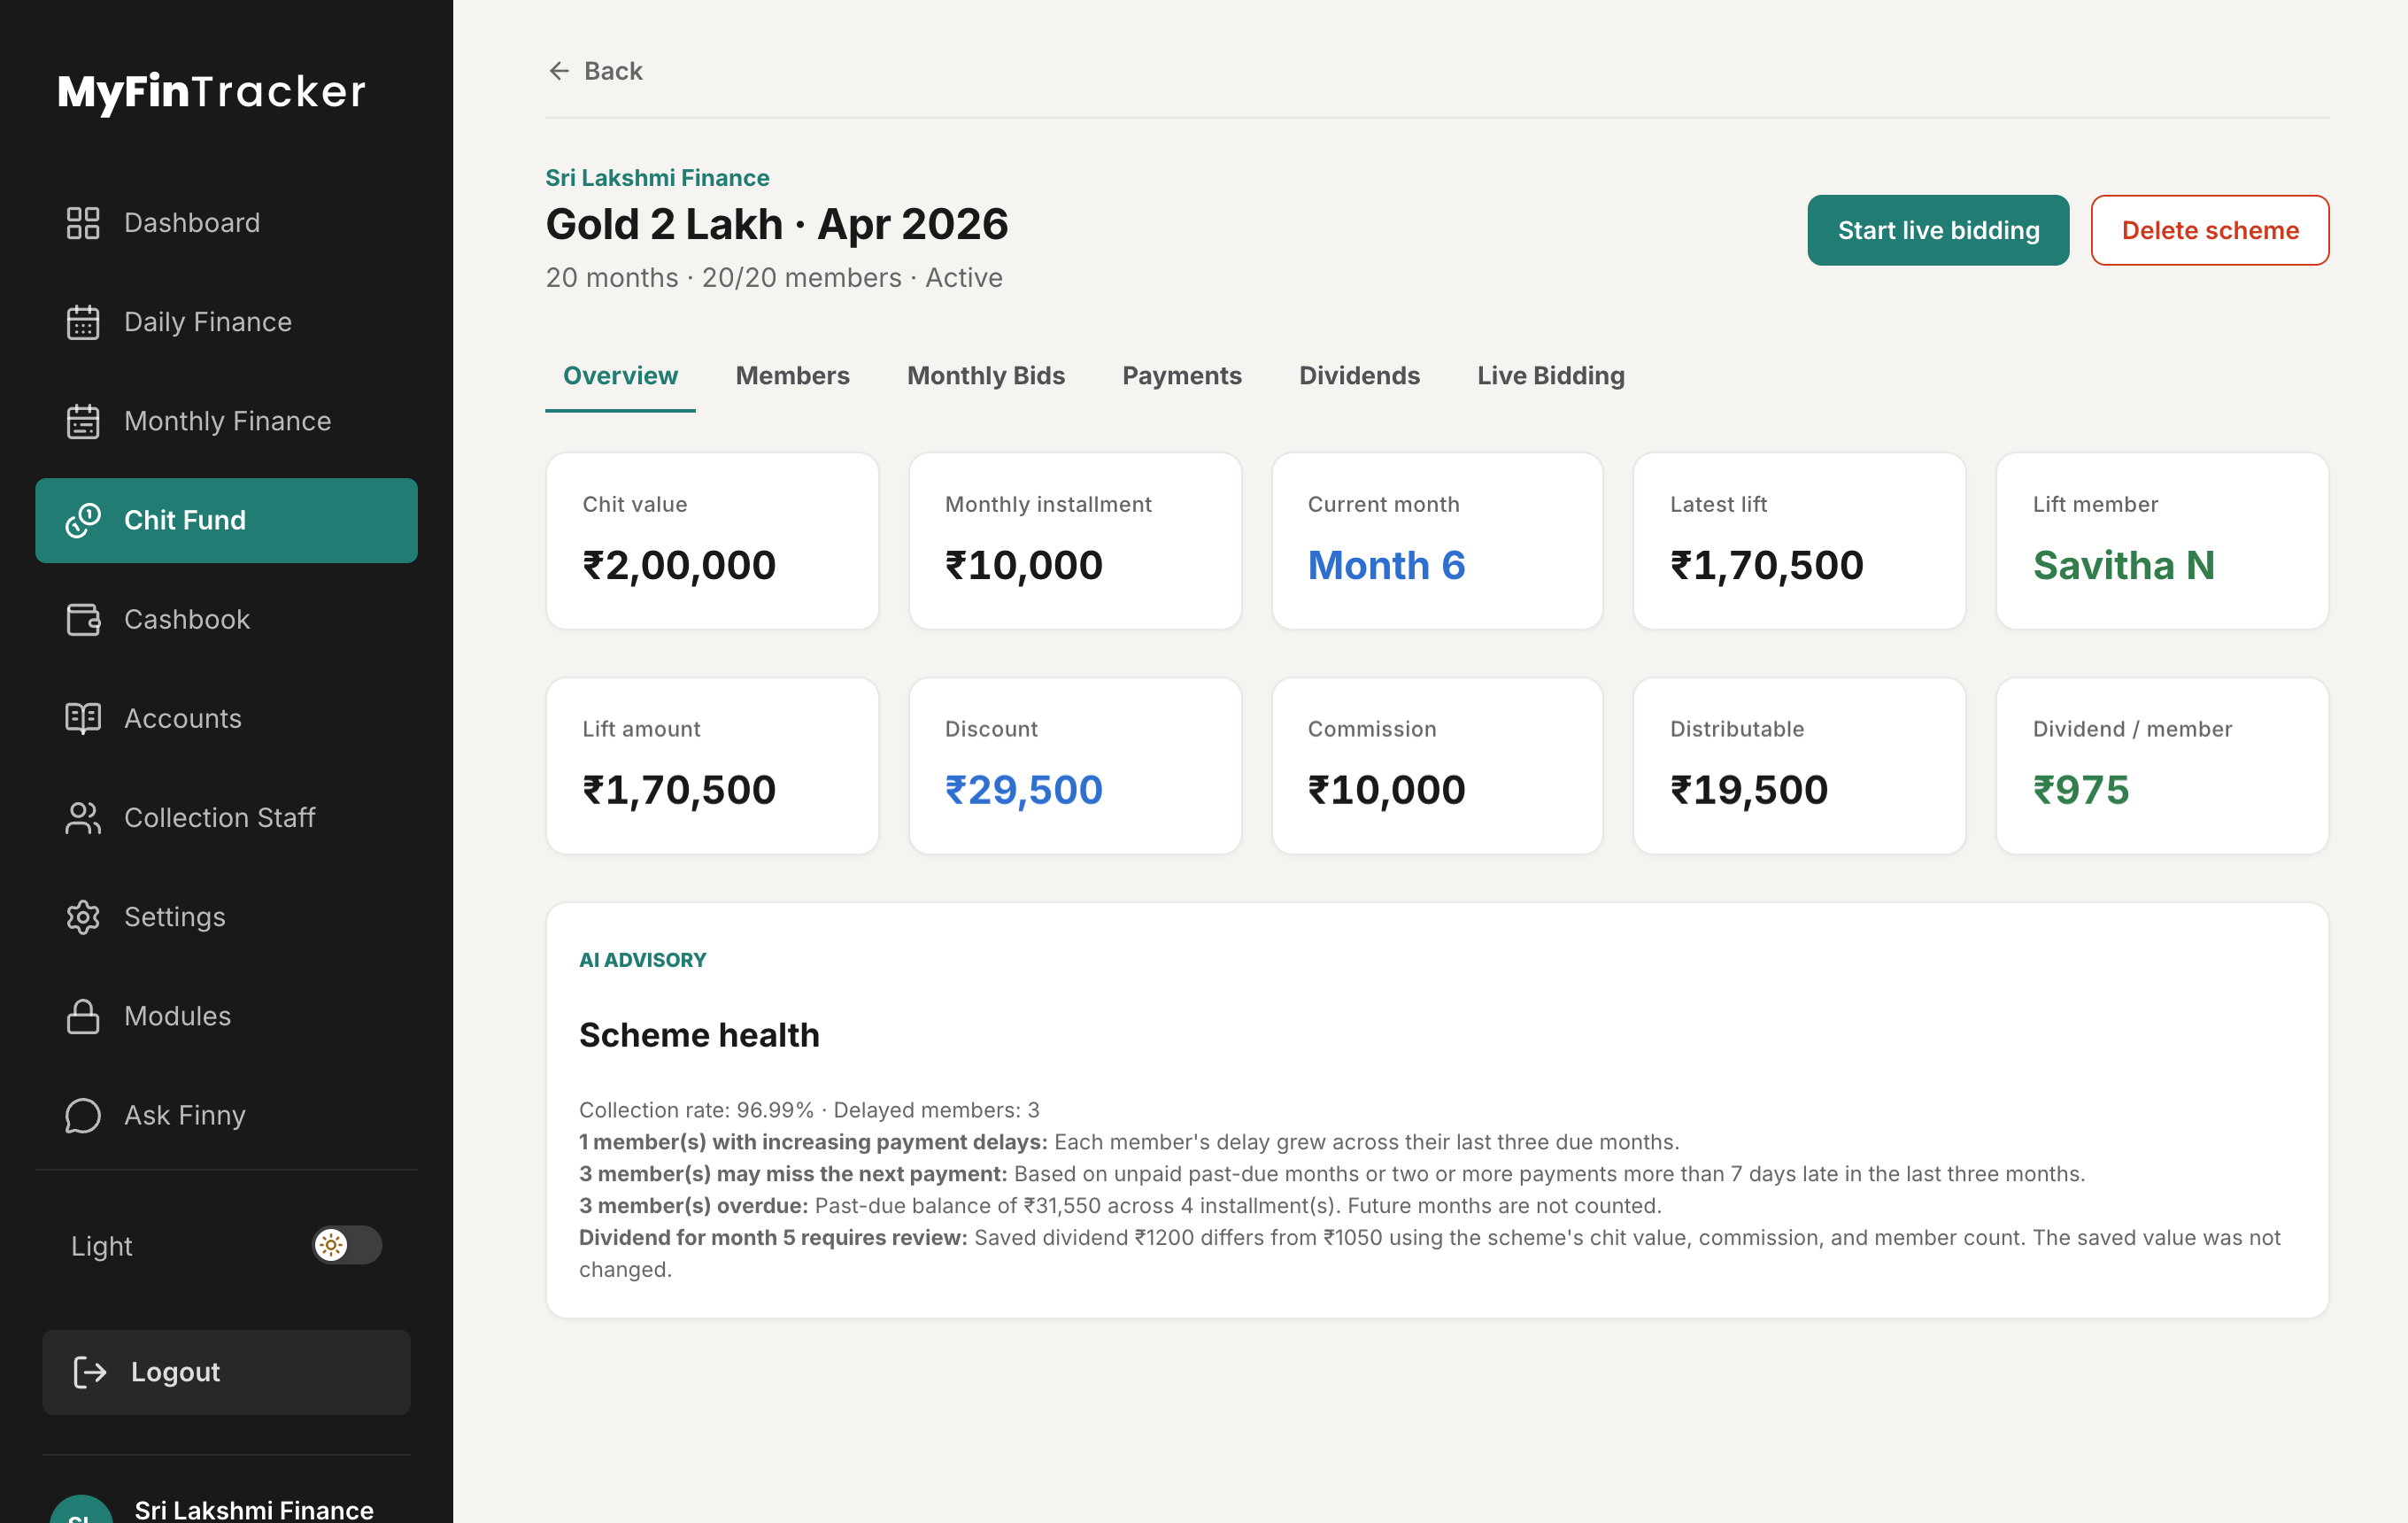 MyFinTracker
Dashboard
Daily Finance
Monthly Finance
Chit Fund
Cashbook
Accounts
Collection Staff
Settings
Modules
Ask Finny
Light
Logout
Sri Lakshmi Finance
Back
Sri Lakshmi Finance
Gold 2 Lakh · Apr 2026
20 months · 20/20 members · Active
Start live bidding
Delete scheme
Overview Members Monthly Bids Payments Dividends Live Bidding
Chit value
₹2,00,000
Monthly installment
₹10,000
Current month
Month 6
Latest lift
₹1,70,500
Lift member
Savitha N
Lift amount
₹1,70,500
Discount
₹29,500
Commission
₹10,000
Distributable
₹19,500
Dividend / member
₹975
AI ADVISORY
Scheme health
Collection rate: 96.99% · Delayed members: 3
1 member(s) with increasing payment delays: Each member's delay grew across their last three due months.
3 member(s) may miss the next payment: Based on unpaid past-due months or two or more payments more than 7 days late in the last three months.
3 member(s) overdue: Past-due balance of ₹31,550 across 4 installment(s). Future months are not counted.
Dividend for month 5 requires review: Saved dividend ₹1200 differs from ₹1050 using the scheme's chit value, commission, and member count. The saved value was not
changed.